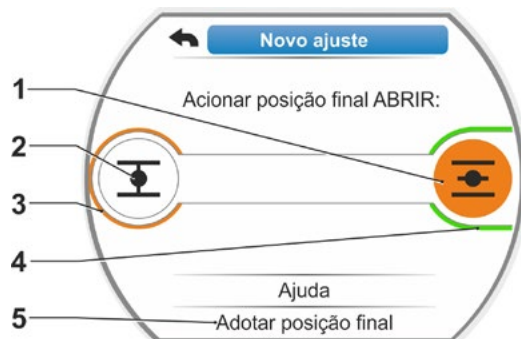 Novo ajuste
1
Acionar posição final ABRIR:
2
3
4
Ajuda
5
Adotar posição final